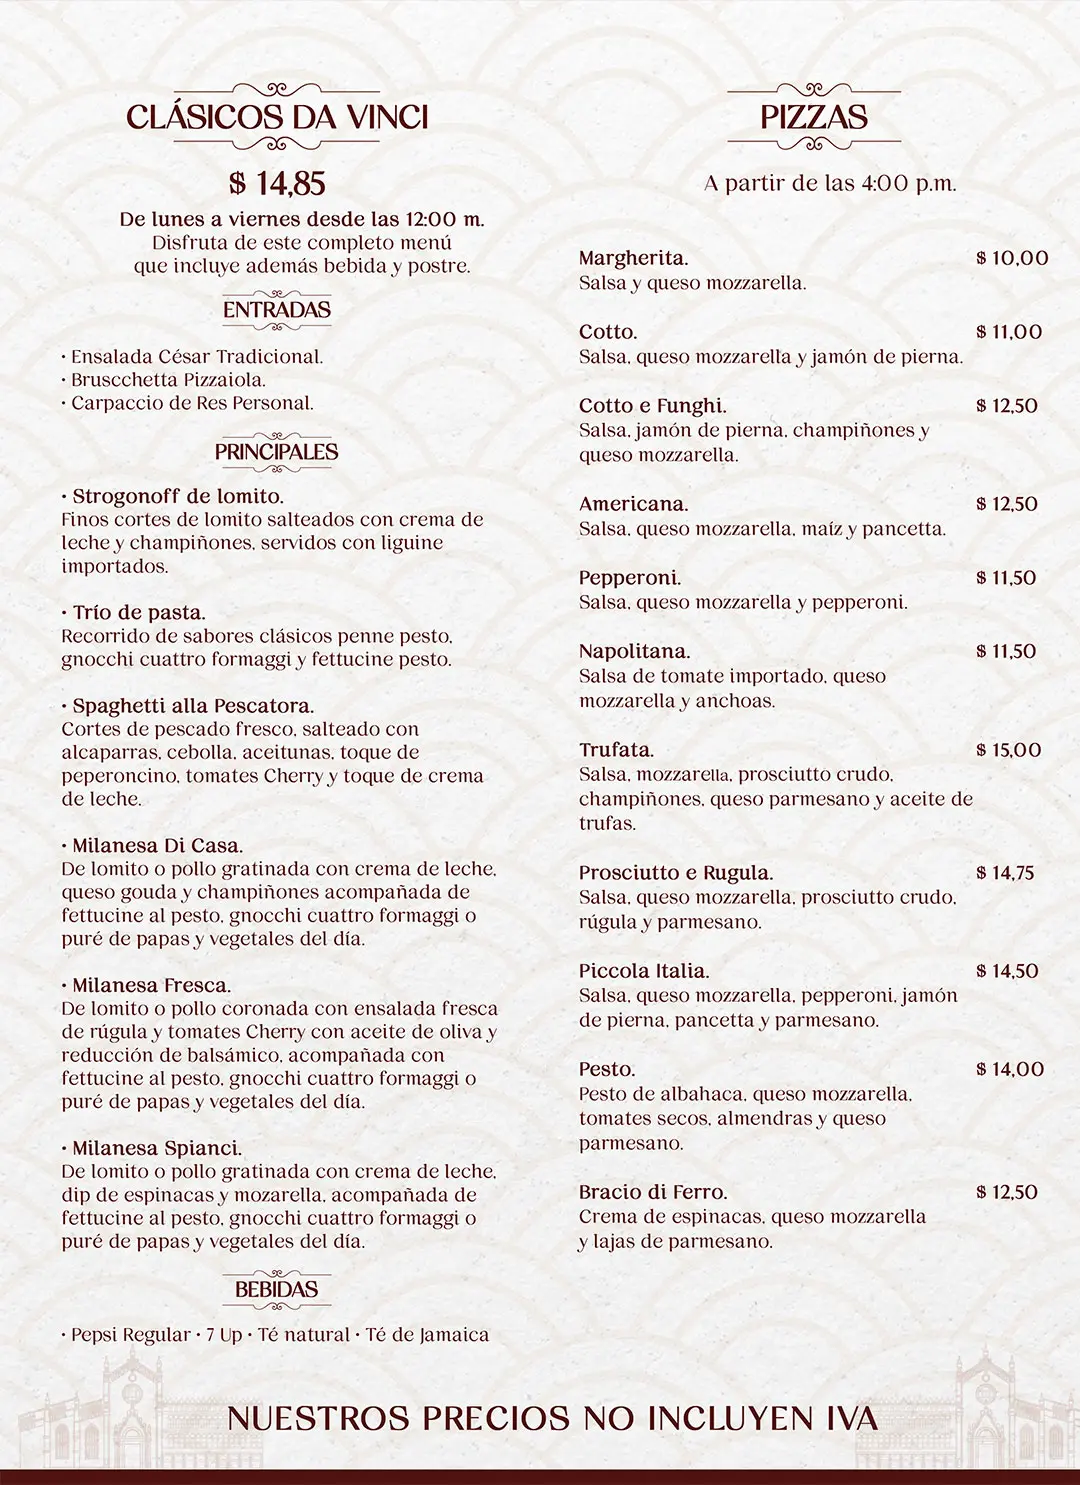 CLÁSICOS DA VINCI
$ 14,85
De lunes a viernes desde las 12:00 m.
Disfruta de este completo menú
que incluye además bebida y postre.
ENTRADAS
• Ensalada César Tradicional.
• Bruscchetta Pizzaiola.
• Carpaccio de Res Personal.
PRINCIPALES
• Strogonoff de lomito.
Finos cortes de lomito salteados con crema de
leche y champiñones, servidos con liguine
importados.
• Trío de pasta.
Recorrido de sabores clásicos penne pesto,
gnocchi cuattro formaggi y fettucine pesto.
• Spaghetti alla Pescatora.
Cortes de pescado fresco, salteado con
alcaparras, cebolla, aceitunas, toque de
peperoncino, tomates Cherry y toque de crema
de leche.
• Milanesa Di Casa.
De lomito o pollo gratinada con crema de leche,
queso gouda y champiñones acompañada de
fettucine al pesto, gnocchi cuattro formaggi o
puré de papas y vegetales del día.
• Milanesa Fresca.
De lomito o pollo coronada con ensalada fresca
de rúgula y tomates Cherry con aceite de oliva y
reducción de balsámico, acompañada con
fettucine al pesto, gnocchi cuattro formaggi o
puré de papas y vegetales del día.
• Milanesa Spianci.
De lomito o pollo gratinada con crema de leche,
dip de espinacas y mozarella, acompañada de
fettucine al pesto, gnocchi cuattro formaggi o
puré de papas y vegetales del día.
BEBIDAS
• Pepsi Regular • 7 Up • Té natural • Té de Jamaica
PIZZAS
A partir de las 4:00 p.m.
Margherita. $ 10,00
Salsa y queso mozzarella.
Cotto. $ 11,00
Salsa, queso mozzarella y jamón de pierna.
Cotto e Funghi. $ 12,50
Salsa, jamón de pierna, champiñones y
queso mozzarella.
Americana. $ 12,50
Salsa, queso mozzarella, maíz y pancetta.
Pepperoni. $ 11,50
Salsa, queso mozzarella y pepperoni.
Napolitana. $ 11,50
Salsa de tomate importado, queso
mozzarella y anchoas.
Trufata. $ 15,00
Salsa, mozzarella, prosciutto crudo,
champiñones, queso parmesano y aceite de
trufas.
Prosciutto e Rugula. $ 14,75
Salsa, queso mozzarella, prosciutto crudo,
rúgula y parmesano.
Piccola Italia. $ 14,50
Salsa, queso mozzarella, pepperoni, jamón
de pierna, pancetta y parmesano.
Pesto. $ 14,00
Pesto de albahaca, queso mozzarella,
tomates secos, almendras y queso
parmesano.
Bracio di Ferro. $ 12,50
Crema de espinacas, queso mozzarella
y lajas de parmesano.
NUESTROS PRECIOS NO INCLUYEN IVA